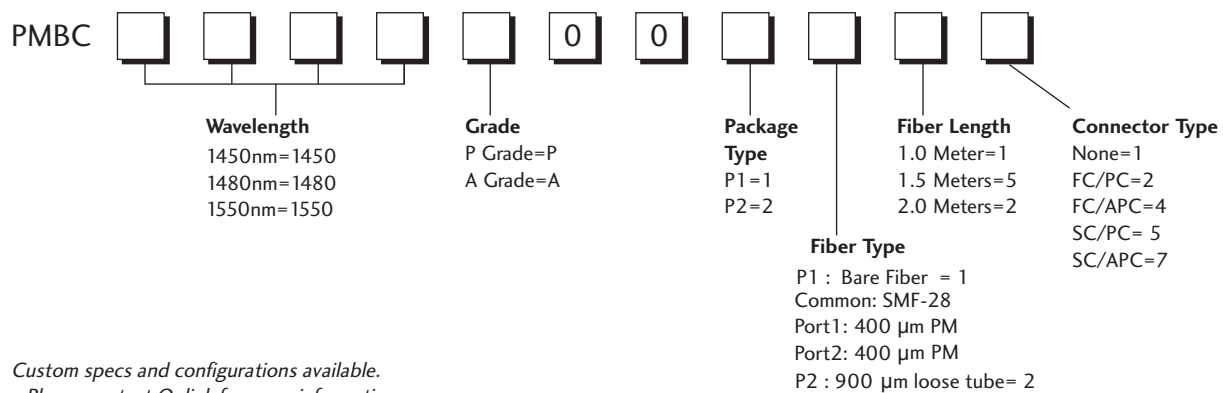 PMBC 0 0
Wavelength
1450nm=1450
1480nm=1480
1550nm=1550
Grade
P Grade=P
A Grade=A
Package
Type
P1=1
P2=2
Fiber Type
P1 : Bare Fiber = 1
Common: SMF-28
Port1: 400 µm PM
Port2: 400 µm PM
P2 : 900 µm loose tube= 2
Fiber Length
1.0 Meter=1
1.5 Meters=5
2.0 Meters=2
Connector Type
None=1
FC/PC=2
FC/APC=4
SC/PC= 5
SC/APC=7
Custom specs and configurations available.